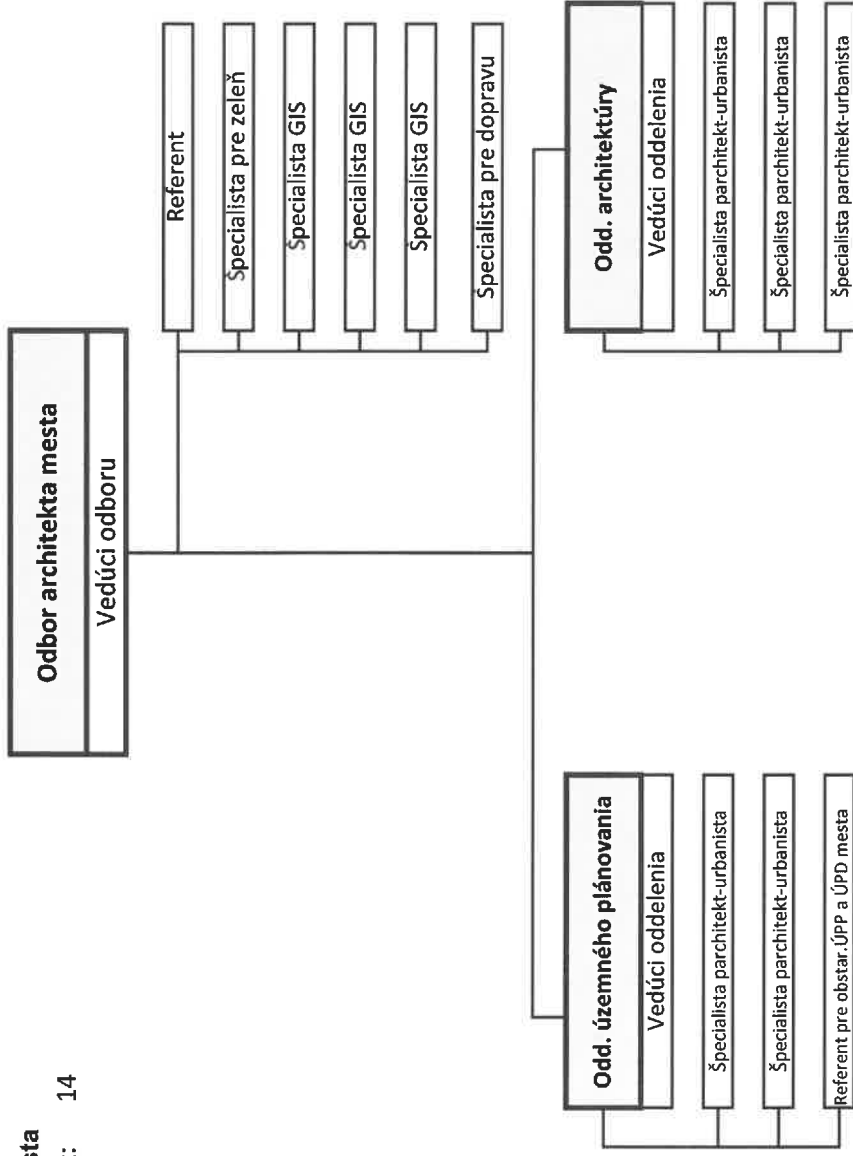 sta
: 14
Odbor architekta mesta
Vedúci odboru
Referent
Špecialista pre zeleň
Špecialista GIS
Špecialista GIS
Špecialista GIS
Špecialista pre dopravu
Odd. územného plánovania
Vedúci oddelenia
Špecialista parchitekt-urbanista
Špecialista parchitekt-urbanista
Referent pre obstar.ÚPP a ÚPD mesta
Odd. architektúry
Vedúci oddelenia
Špecialista parchitekt-urbanista
Špecialista parchitekt-urbanista
Špecialista parchitekt-urbanista